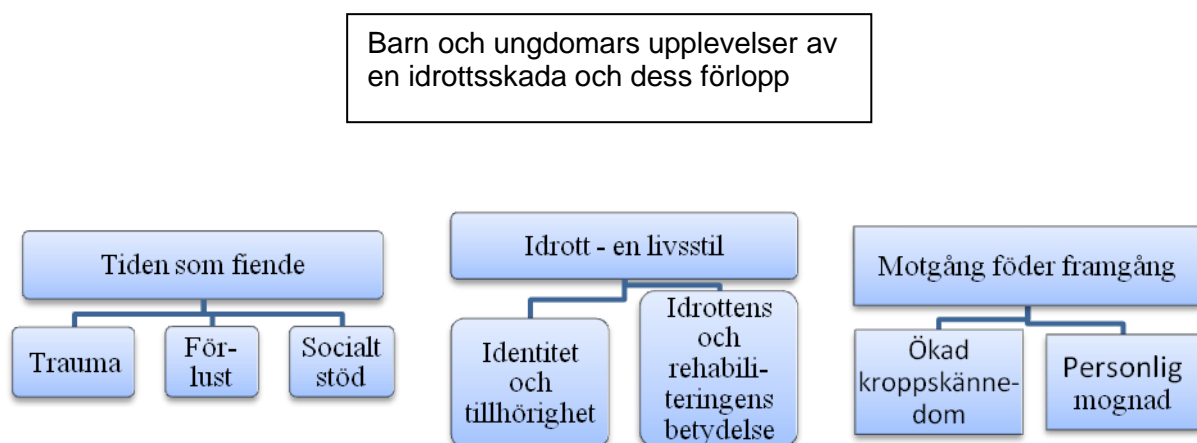 Barn och ungdomars upplevelser av
en idrottsskada och dess förlopp
Tiden som fiende
Trauma
För-
lust
Socialt
stöd
Idrott - en livsstil
Identitet
och
tillhörighet
Idrottens
och
rehabili-
teringens
betydelse
Motgång föder framgång
Ökad
kroppskänne-
dom
Personlig
mognad